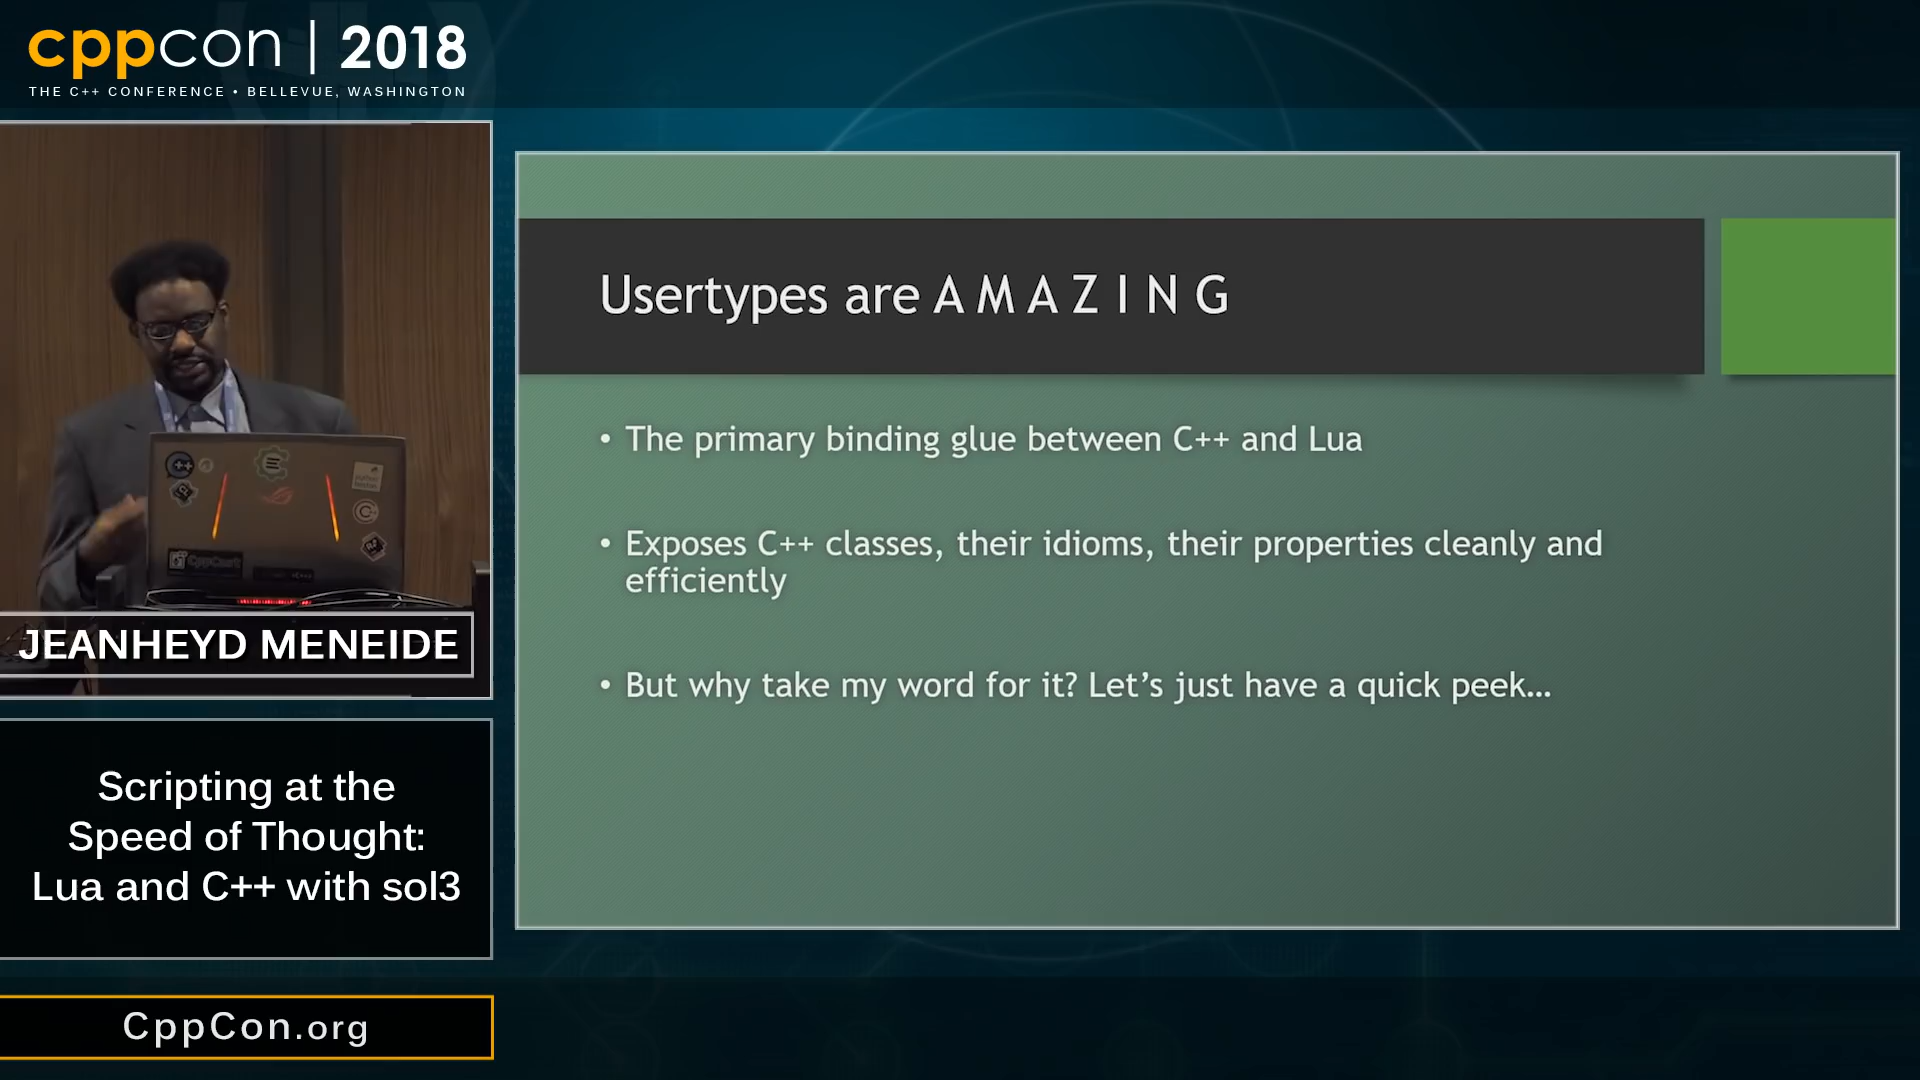 cppcon | 2018
THE C++ CONFERENCE • BELLEVUE, WASHINGTON
Usertypes are A M A Z I N G
• The primary binding glue between C++ and Lua
• Exposes C++ classes, their idioms, their properties cleanly and
efficiently
• But why take my word for it? Let’s just have a quick peek…
CppCast
JEANHEYD MENEIDE
Scripting at the
Speed of Thought:
Lua and C++ with sol3
CppCon.org